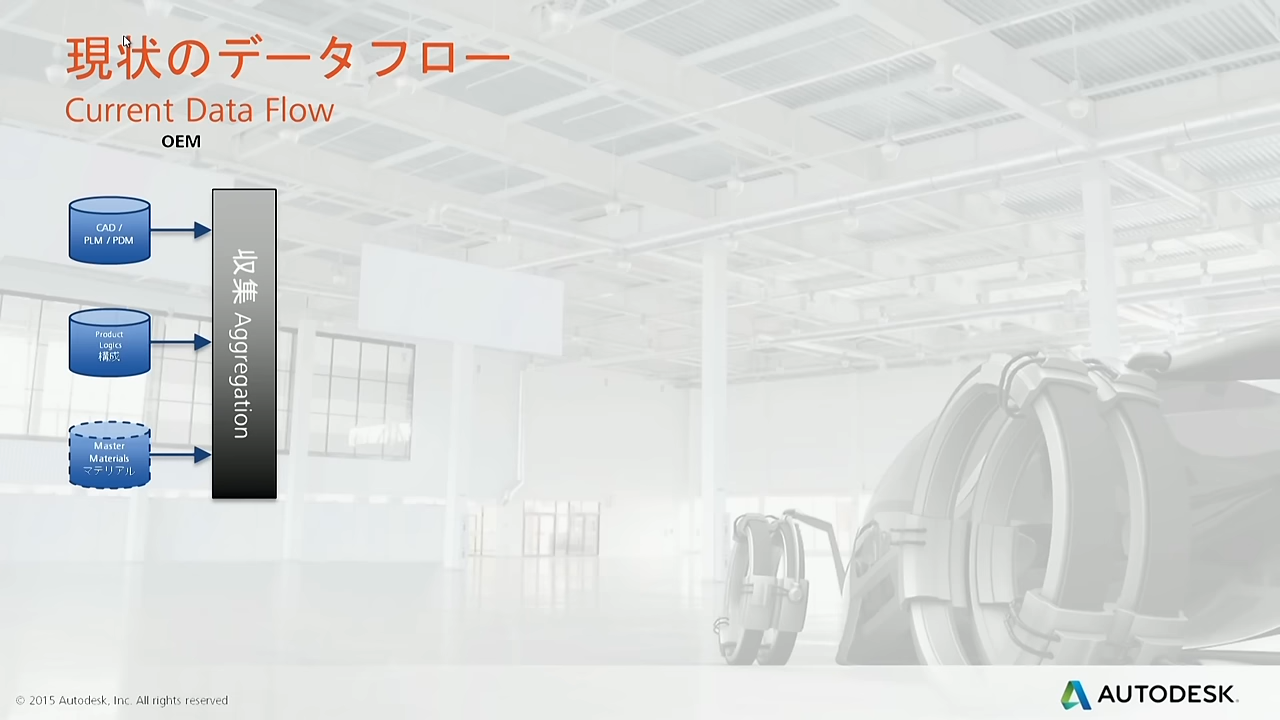 現状のデータフロー
Current Data Flow
OEM
CAD /
PLM / PDM
Product
Logics
構成
Master
Materials
マテリアル
収集 Aggregation
© 2015 Autodesk, Inc. All rights reserved
AUTODESK.